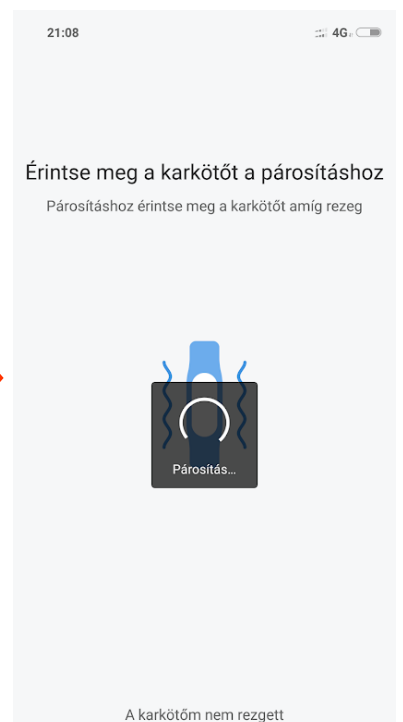 21:08
4G
Érintse meg a karkötőt a párosításhoz
Párosításhoz érintse meg a karkötőt amíg rezeg
Párosítás...
A karkötőm nem rezgett